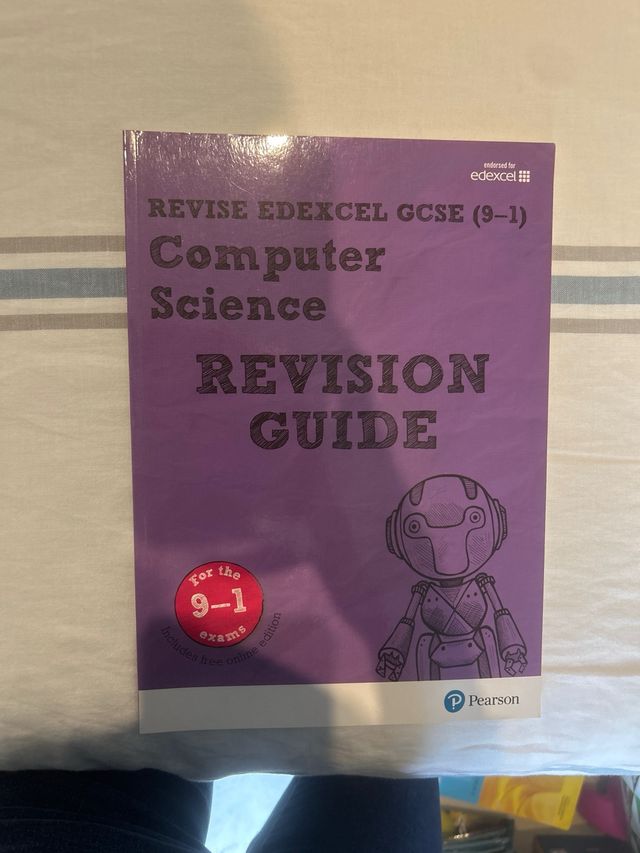 endorsed for
edexcel
REVISE EDEXCEL GCSE (9–1)
Computer
Science
REVISION
GUIDE
For the
9–1
exams
Includes free online edition
Pearson